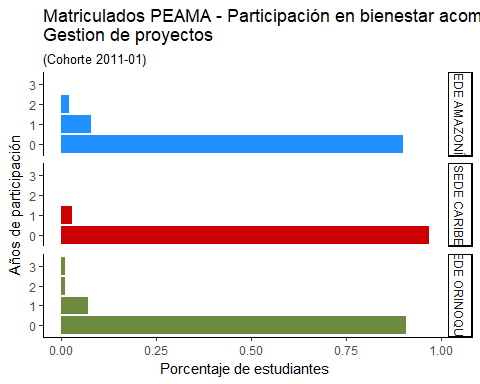 Matriculados PEAMA - Participación en bienestar acom
Gestion de proyectos
(Cohorte 2011-01)
Años de participación
3
2
1
0
EDE AMAZONÍ
3
2
1
0
SEDE CARIBE
3
2
1
0
EDE ORINOQU
0.00 0.25 0.50 0.75 1.00
Porcentaje de estudiantes